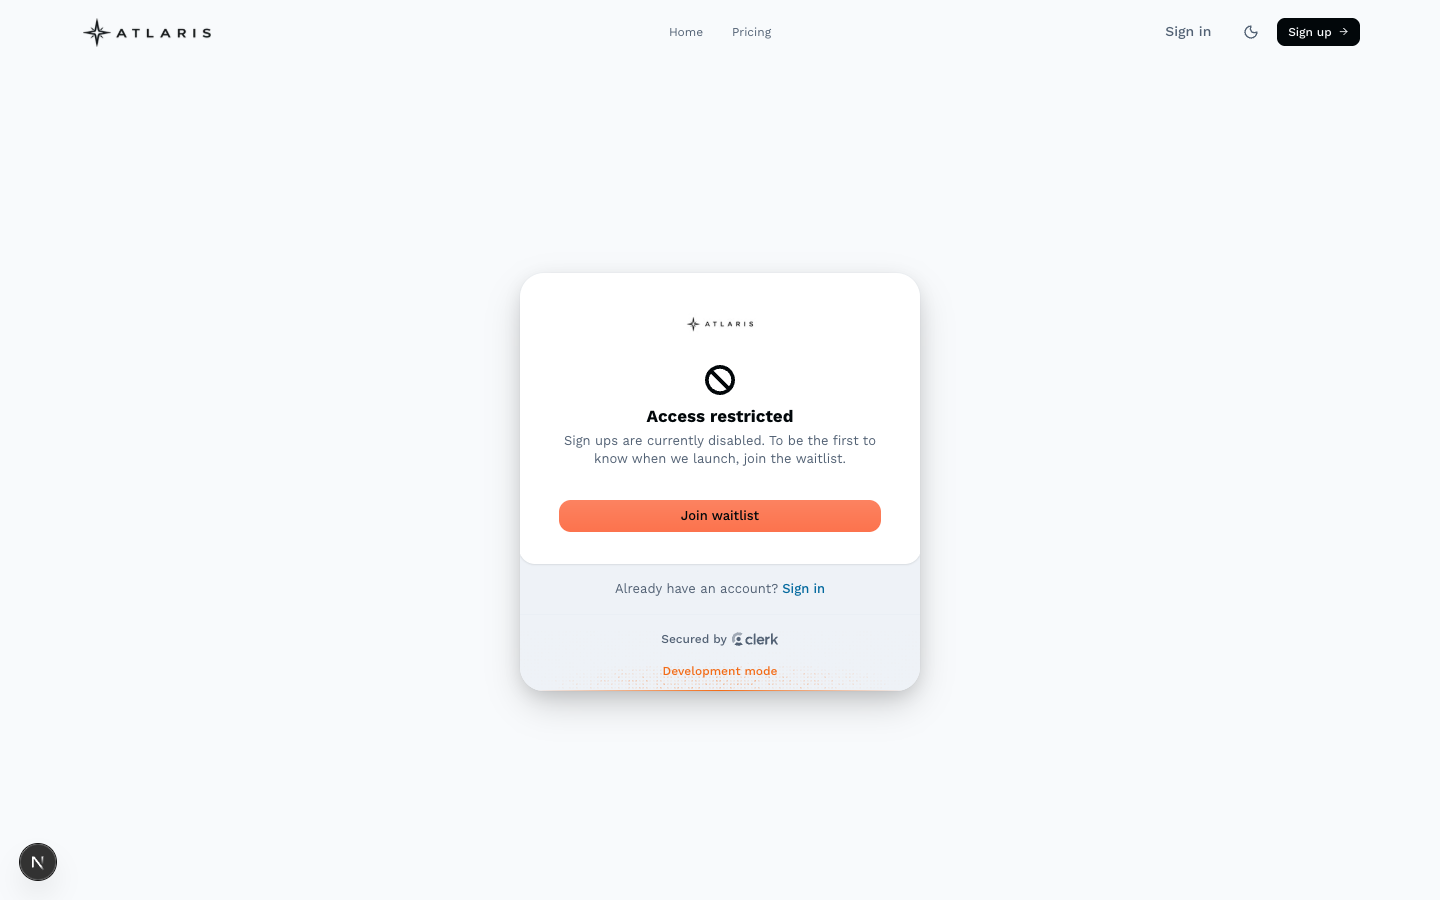 ATLARIS
Home
Pricing
Sign in
Sign up →
ATLARIS
Access restricted
Sign ups are currently disabled. To be the first to
know when we launch, join the waitlist.
Join waitlist
Already have an account? Sign in
Secured by clerk
Development mode
N